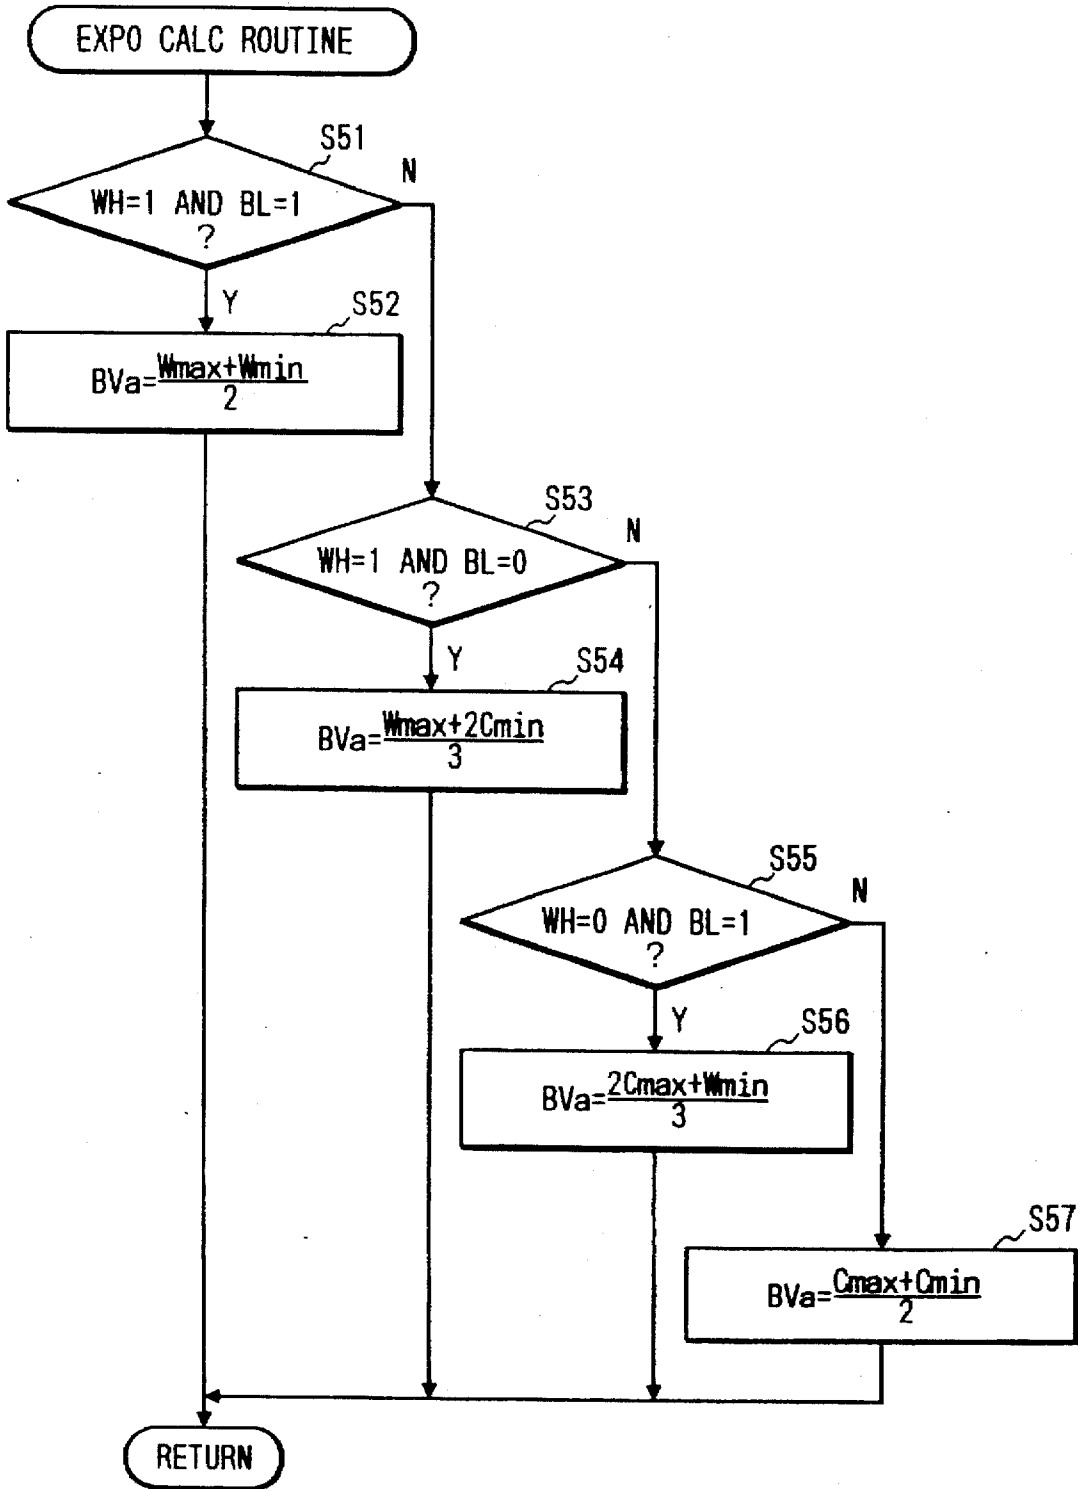 EXPO CALC ROUTINE
S51
N
WH=1 AND BL=1
?
Y
S52
BVa=Wmax+Wmin/2
S53
N
WH=1 AND BL=0
?
Y
S54
BVa=Wmax+2Cmin/3
S55
N
WH=0 AND BL=1
?
Y
S56
BVa=2Cmax+Wmin/3
S57
BVa=Cmax+Cmin/2
RETURN